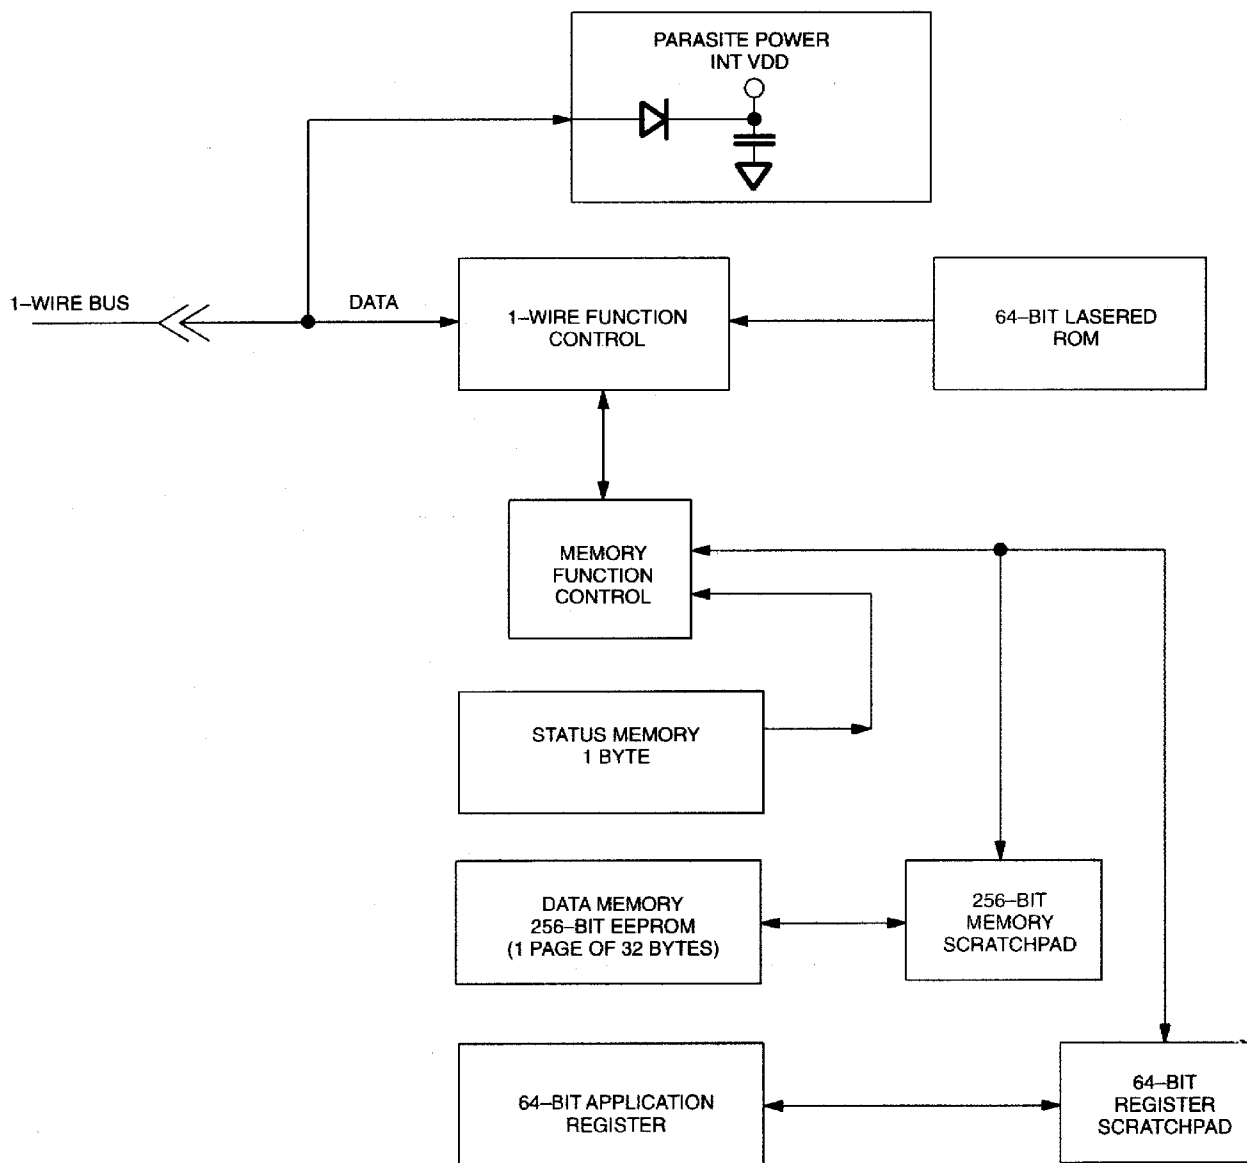 PARASITE POWER
INT VDD
1–WIRE BUS
DATA
1–WIRE FUNCTION
CONTROL
64–BIT LASERED
ROM
MEMORY
FUNCTION
CONTROL
STATUS MEMORY
1 BYTE
DATA MEMORY
256–BIT EEPROM
(1 PAGE OF 32 BYTES)
256–BIT
MEMORY
SCRATCHPAD
64–BIT APPLICATION
REGISTER
64–BIT
REGISTER
SCRATCHPAD